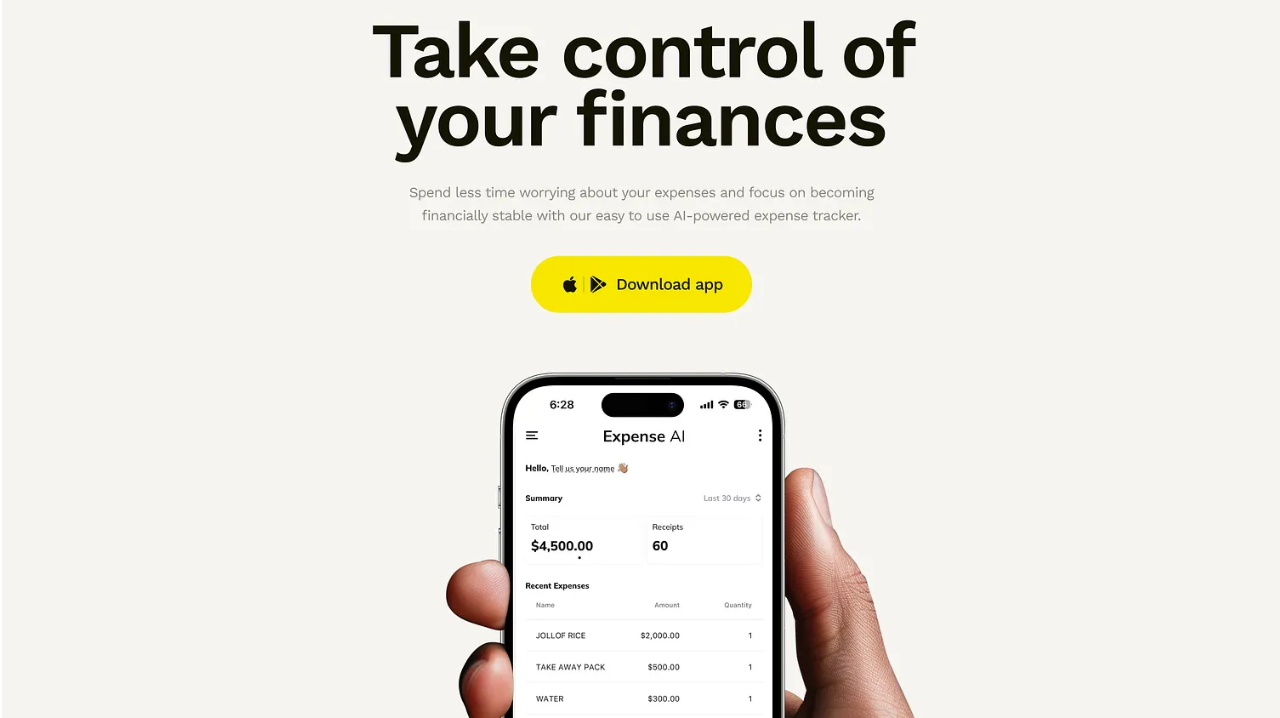 Take control of
your finances
Spend less time worrying about your expenses and focus on becoming
financially stable with our easy to use AI-powered expense tracker.
Download app
6:28 66
Expense AI
Hello, Tell us your name 👋🏼
Summary Last 30 days
Total Receipts
$4,500.00 60
Recent Expenses
Name Amount Quantity
JOLLOF RICE $2,000.00 1
TAKE AWAY PACK $500.00 1
WATER $300.00 1